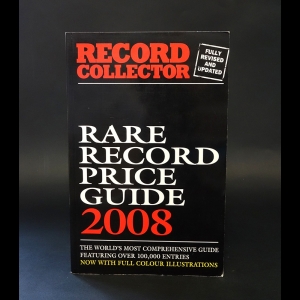 RECORD
COLLECTOR
FULLY
REVISED
AND
UPDATED
RARE
RECORD
PRICE
GUIDE
2008
THE WORLD'S MOST COMPREHENSIVE GUIDE
FEATURING OVER 100,000 ENTRIES
NOW WITH FULL COLOUR ILLUSTRATIONS